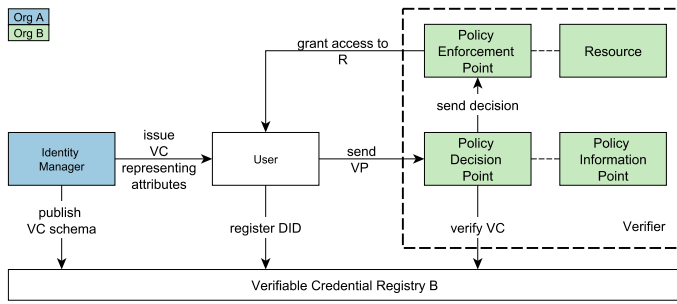 Org A
Org B
grant access to
R
Policy
Enforcement
Point
Resource
send decision
Identity
Manager
issue
VC
representing
attributes
User
send
VP
Policy
Decision
Point
Policy
Information
Point
publish
VC schema
register DID
verify VC
Verifier
Verifiable Credential Registry B